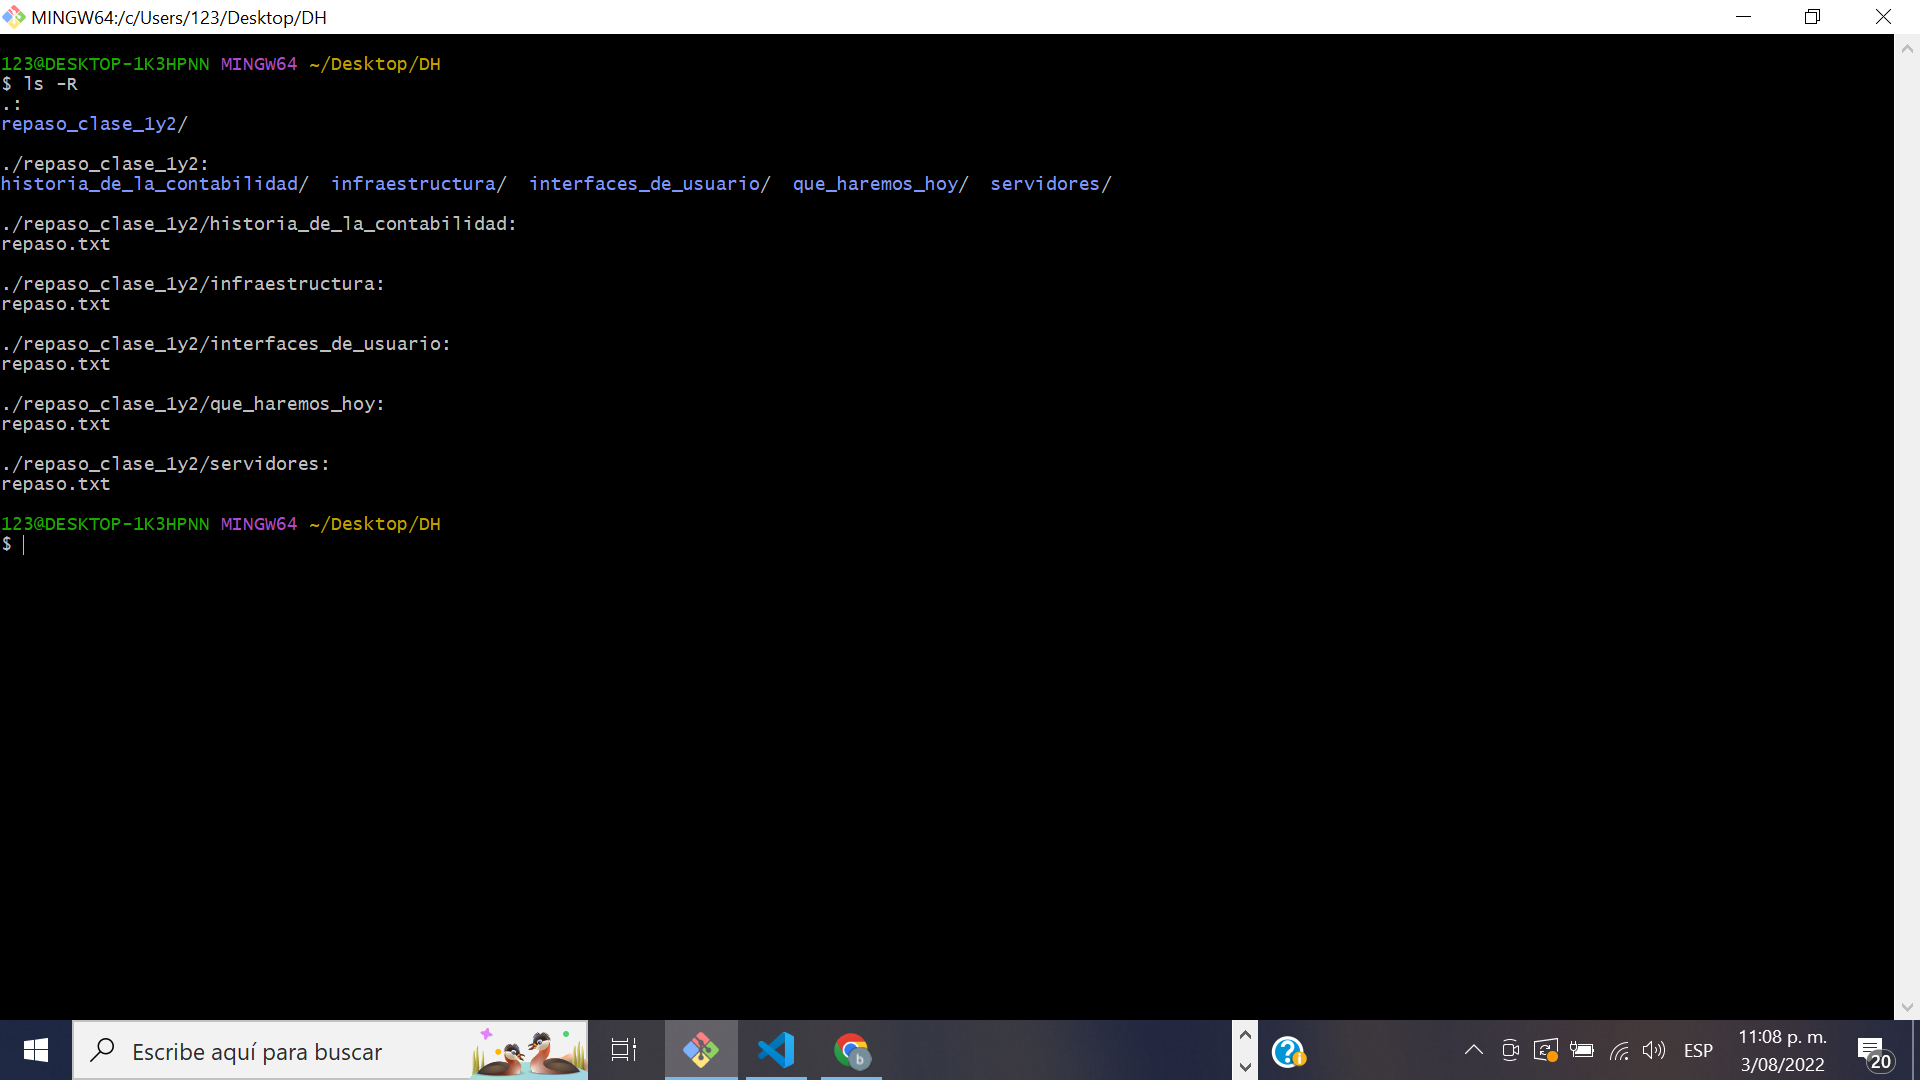 MINGW64:/c/Users/123/Desktop/DH
123@DESKTOP-1K3HPNN MINGW64 ~/Desktop/DH
$ ls -R
.:
repaso_clase_1y2/
./repaso_clase_1y2:
historia_de_la_contabilidad/  infraestructura/  interfaces_de_usuario/  que_haremos_hoy/  servidores/
./repaso_clase_1y2/historia_de_la_contabilidad:
repaso.txt
./repaso_clase_1y2/infraestructura:
repaso.txt
./repaso_clase_1y2/interfaces_de_usuario:
repaso.txt
./repaso_clase_1y2/que_haremos_hoy:
repaso.txt
./repaso_clase_1y2/servidores:
repaso.txt
123@DESKTOP-1K3HPNN MINGW64 ~/Desktop/DH
$
Escribe aquí para buscar
b
ESP
11:08 p. m.
3/08/2022
20